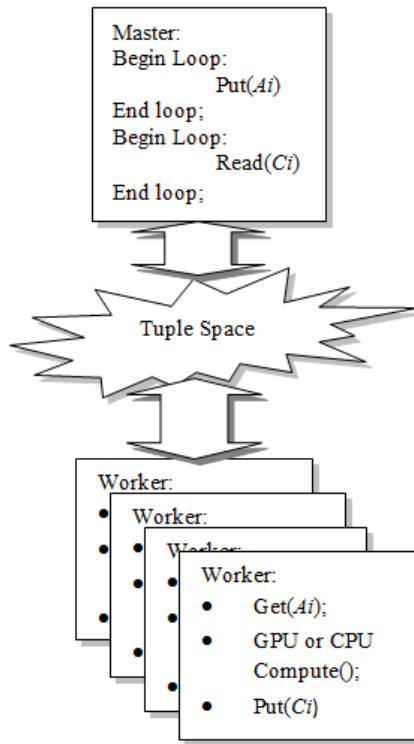 Master:
Begin Loop:
Put(Ai)
End loop;
Begin Loop:
Read(Ci)
End loop;
Tuple Space
Worker:
Worker:
Worker:
Worker:
• Get(Ai);
• GPU or CPU
Compute();
• Put(Ci)